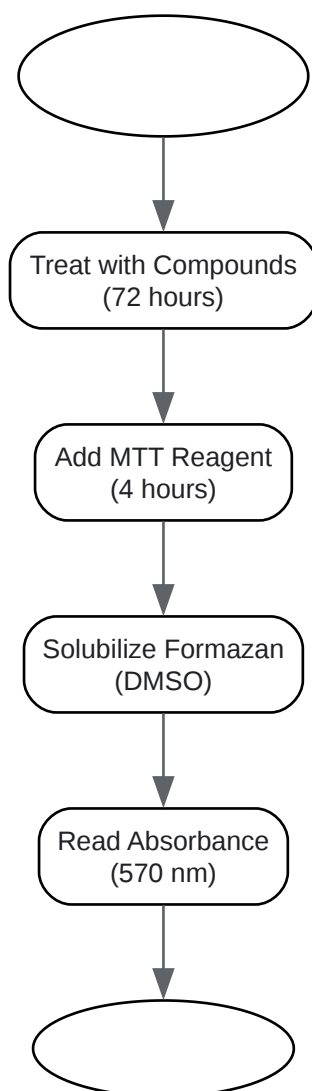 Treat with Compounds
(72 hours)
Add MTT Reagent
(4 hours)
Solubilize Formazan
(DMSO)
Read Absorbance
(570 nm)